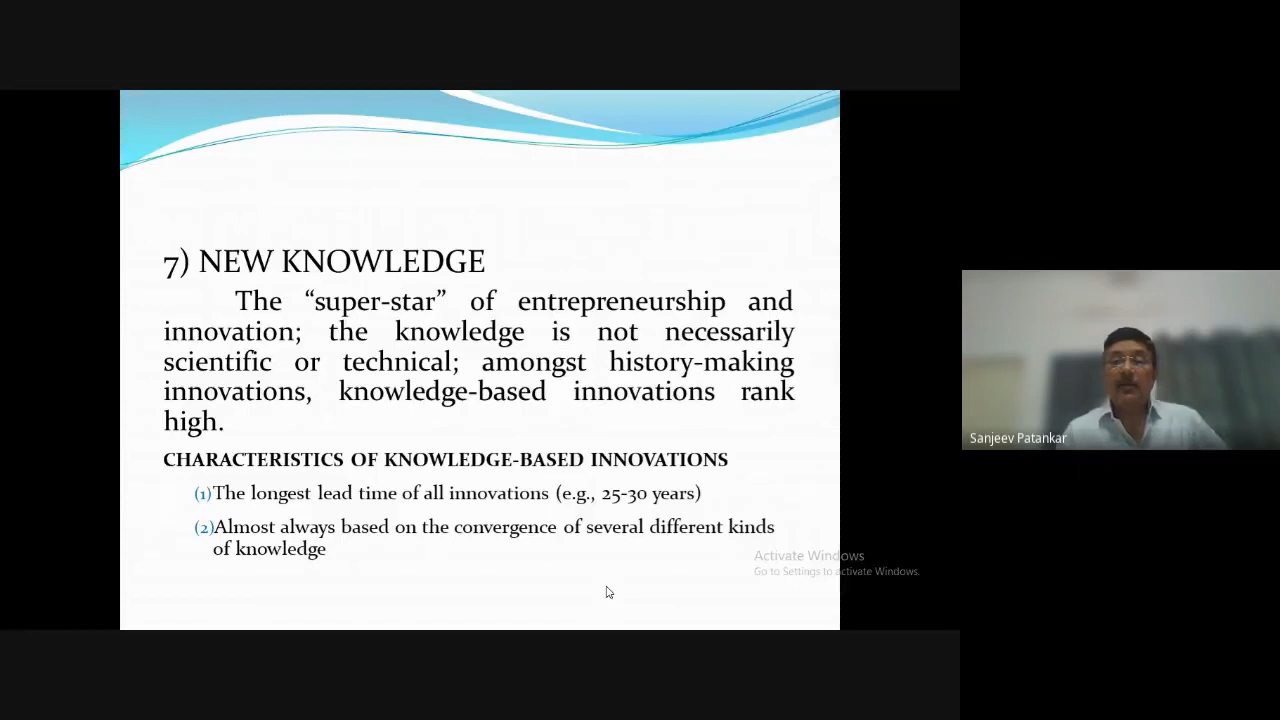 7) NEW KNOWLEDGE
The “super-star” of entrepreneurship and
innovation; the knowledge is not necessarily
scientific or technical; amongst history-making
innovations, knowledge-based innovations rank
high.
CHARACTERISTICS OF KNOWLEDGE-BASED INNOVATIONS
(1)The longest lead time of all innovations (e.g., 25-30 years)
(2)Almost always based on the convergence of several different kinds
of knowledge
Activate Windows
Go to Settings to activate Windows.
Sanjeev Patankar